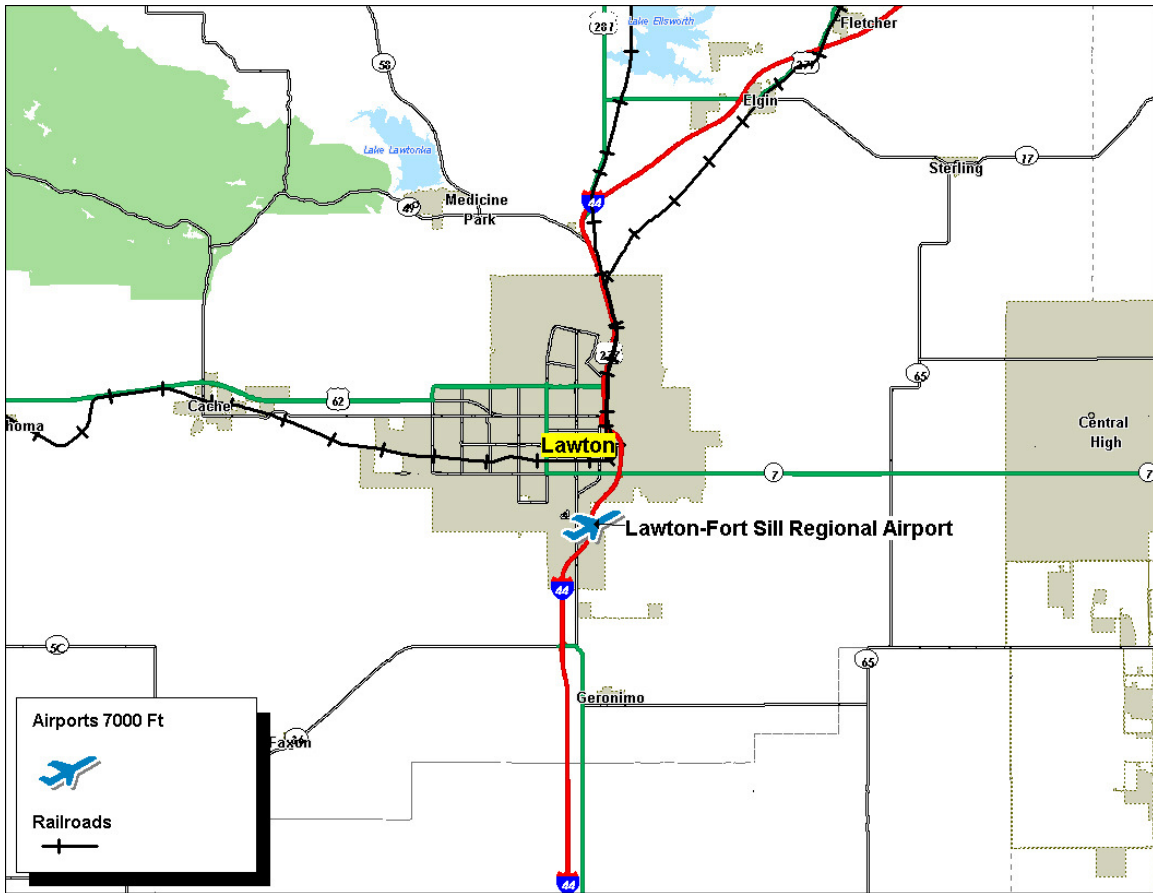 Lake Ellsworth
Fletcher
287
277
58
Elgin
Lake Lawtonka
17
Sterling
44
49
Medicine
Park
277
65
62
Cache
homa
Central
High
Lawton
7
7
Lawton-Fort Sill Regional Airport
44
5C
65
Geronimo
Airports 7000 Ft
Faxon
Railroads
44